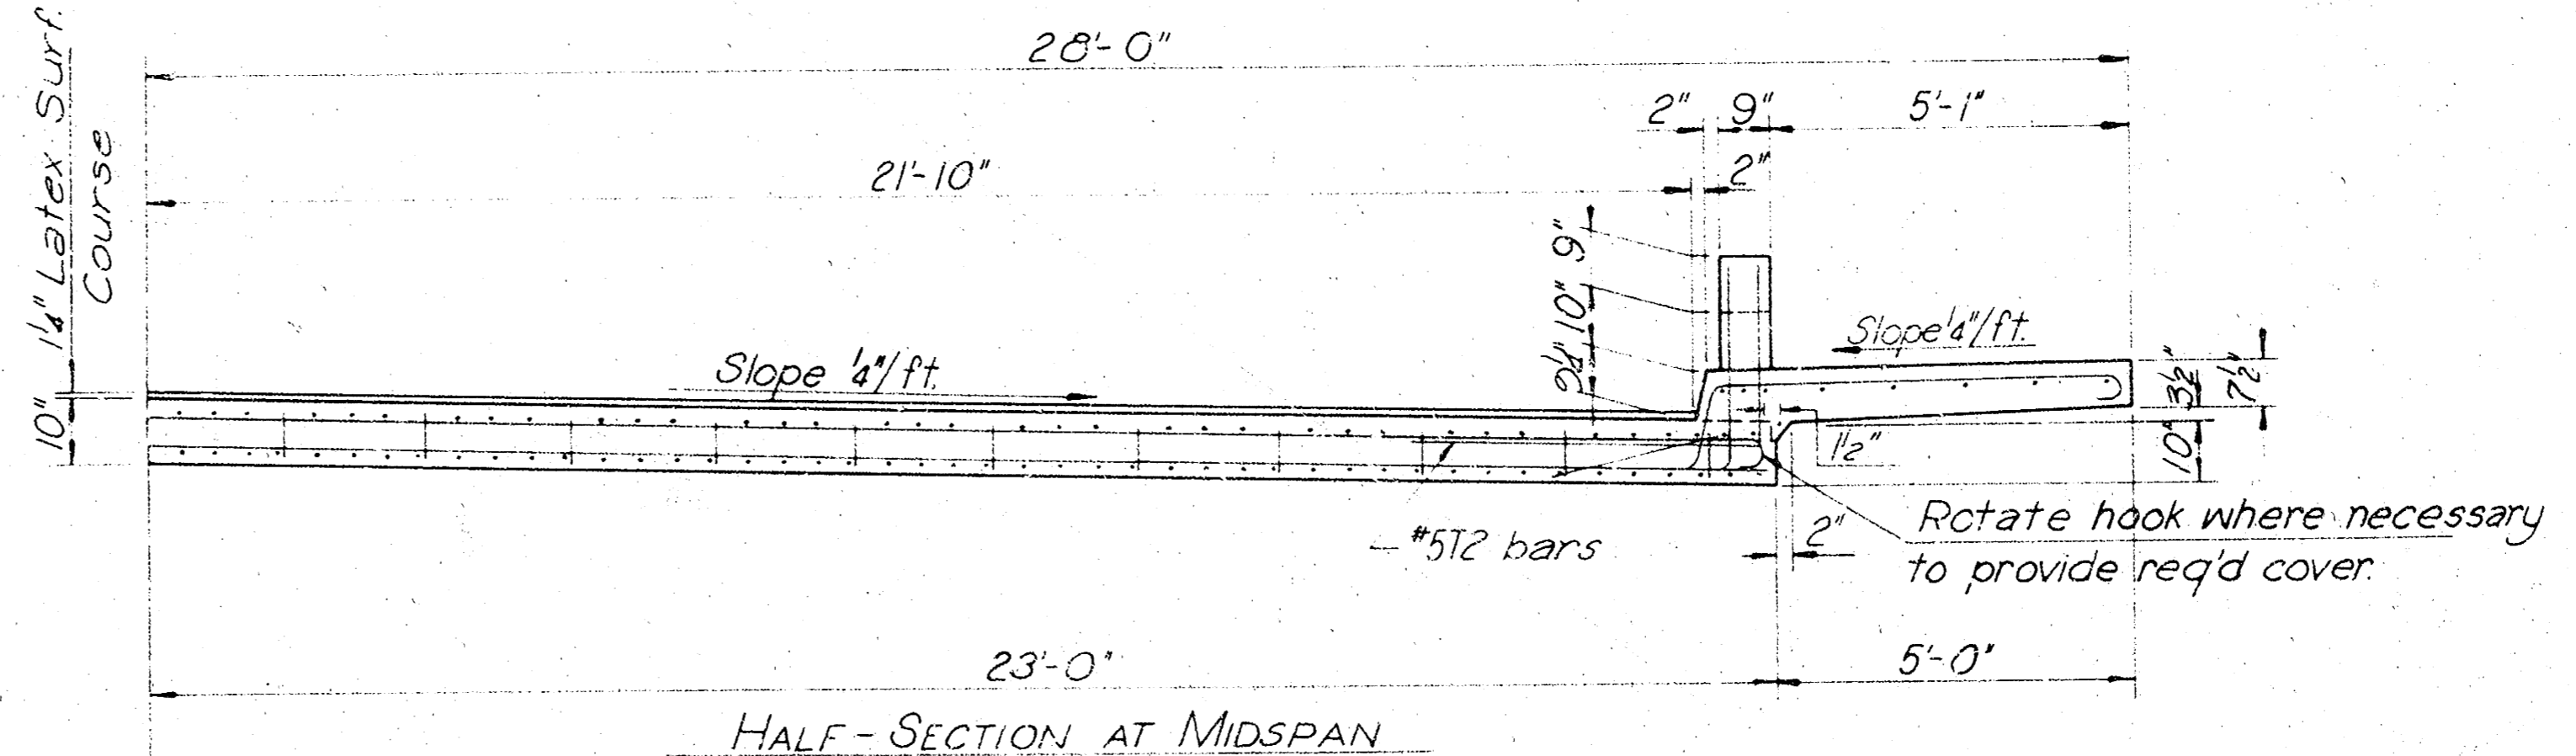 28'-0"
2" 9" 5'-1"
21'-10" 2"
1¼" Latex Surf.
Course
10"
9"
10"
9¼"
Slope ¼"/ft.
Slope ¼"/ft.
3½"
7½"
10"
1½"
#5T2 bars
2"
Rotate hook where necessary
to provide req'd cover.
23'-0" 5'-0"
HALF-SECTION AT MIDSPAN